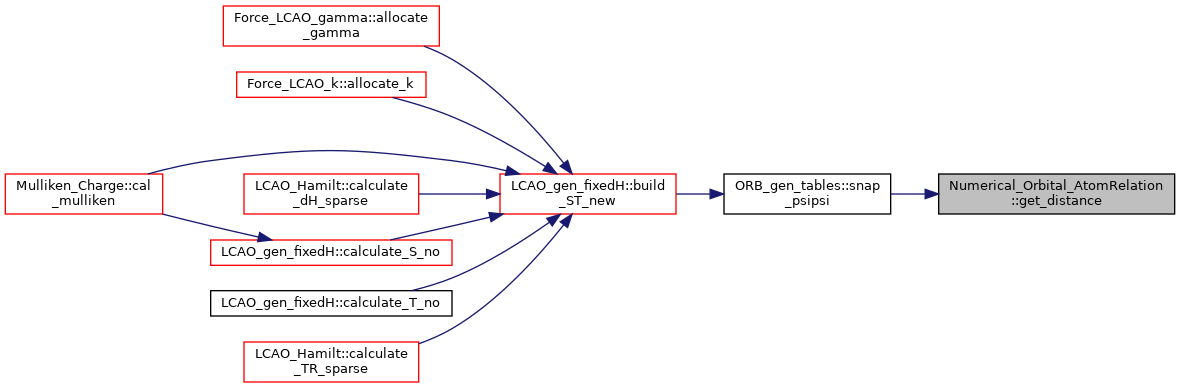 Force_LCAO_gamma::allocate
_gamma
Force_LCAO_k::allocate_k
Mulliken_Charge::cal
_mulliken
LCAO_Hamilt::calculate
_dH_sparse
LCAO_gen_fixedH::build
_ST_new
ORB_gen_tables::snap
_psipsi
Numerical_Orbital_AtomRelation
::get_distance
LCAO_gen_fixedH::calculate_S_no
LCAO_gen_fixedH::calculate_T_no
LCAO_Hamilt::calculate
_TR_sparse